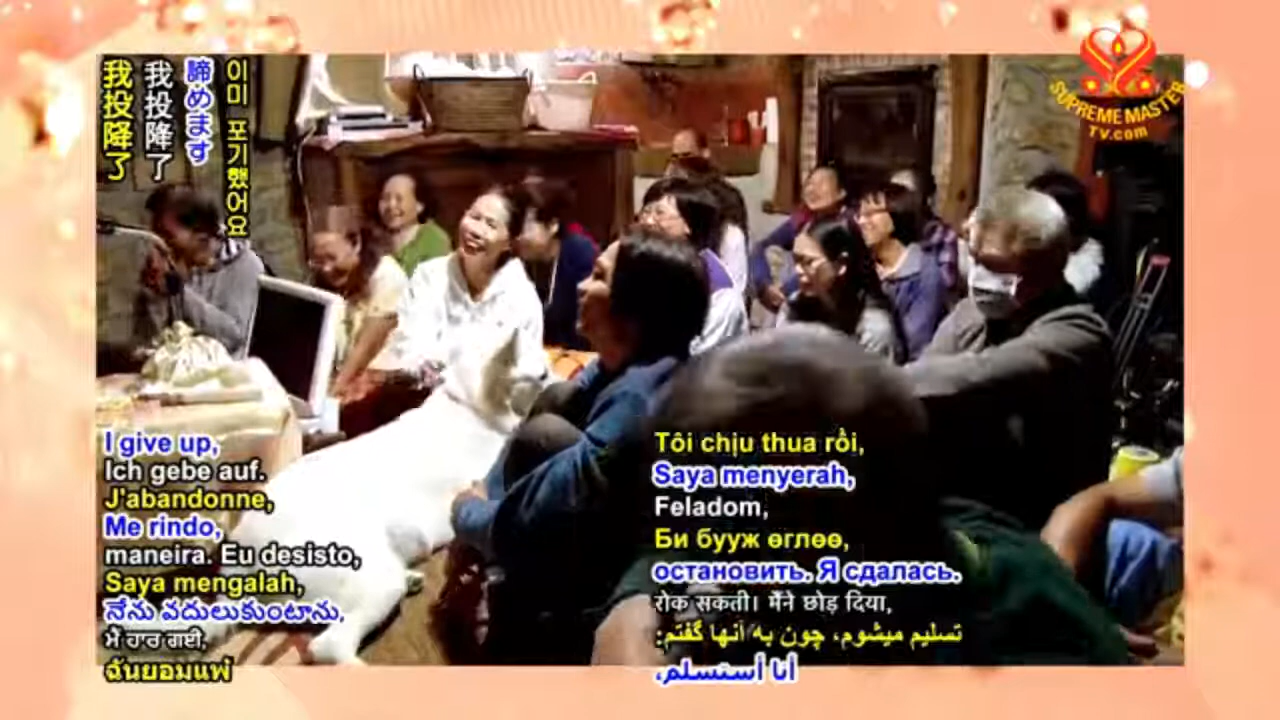 我投降了
我投降了
諦めます
이미 포기했어요
SUPREME MASTER
TV.com
I give up,
Ich gebe auf.
J'abandonne,
Me rindo,
maneira. Eu desisto,
Saya mengalah,
నేను వదులుకుంటాను,
ਮੈਂ ਹਾਰ ਗਈ,
ฉันยอมแพ้
Tôi chịu thua rồi,
Saya menyerah,
Feladom,
Би бууж өглөө,
остановить. Я сдалась.
रोक सकती। मैंने छोड़ दिया,
تسلیم میشوم، چون به آنها گفتم:
أنا أستسلم،